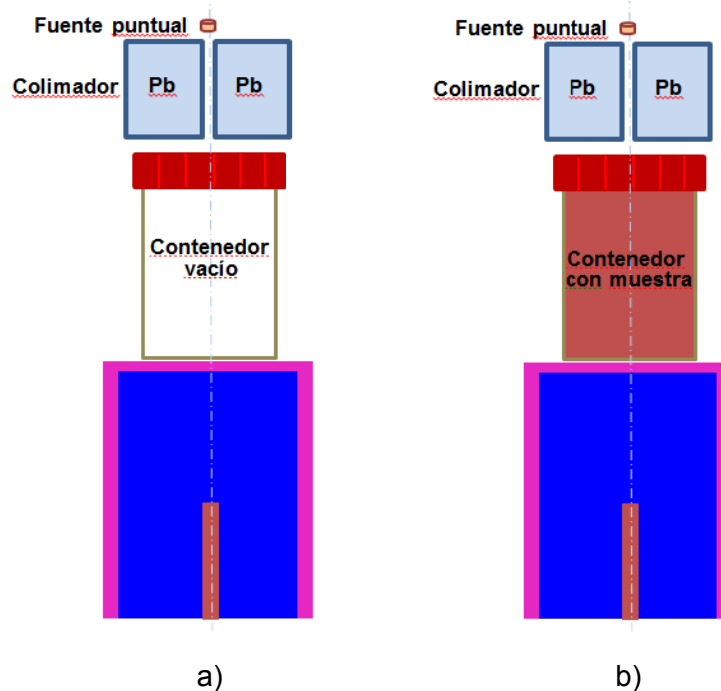 Fuente puntual
Colimador
Pb
Pb
Contenedor
vacío
a)
Fuente puntual
Colimador
Pb
Pb
Contenedor
con muestra
b)